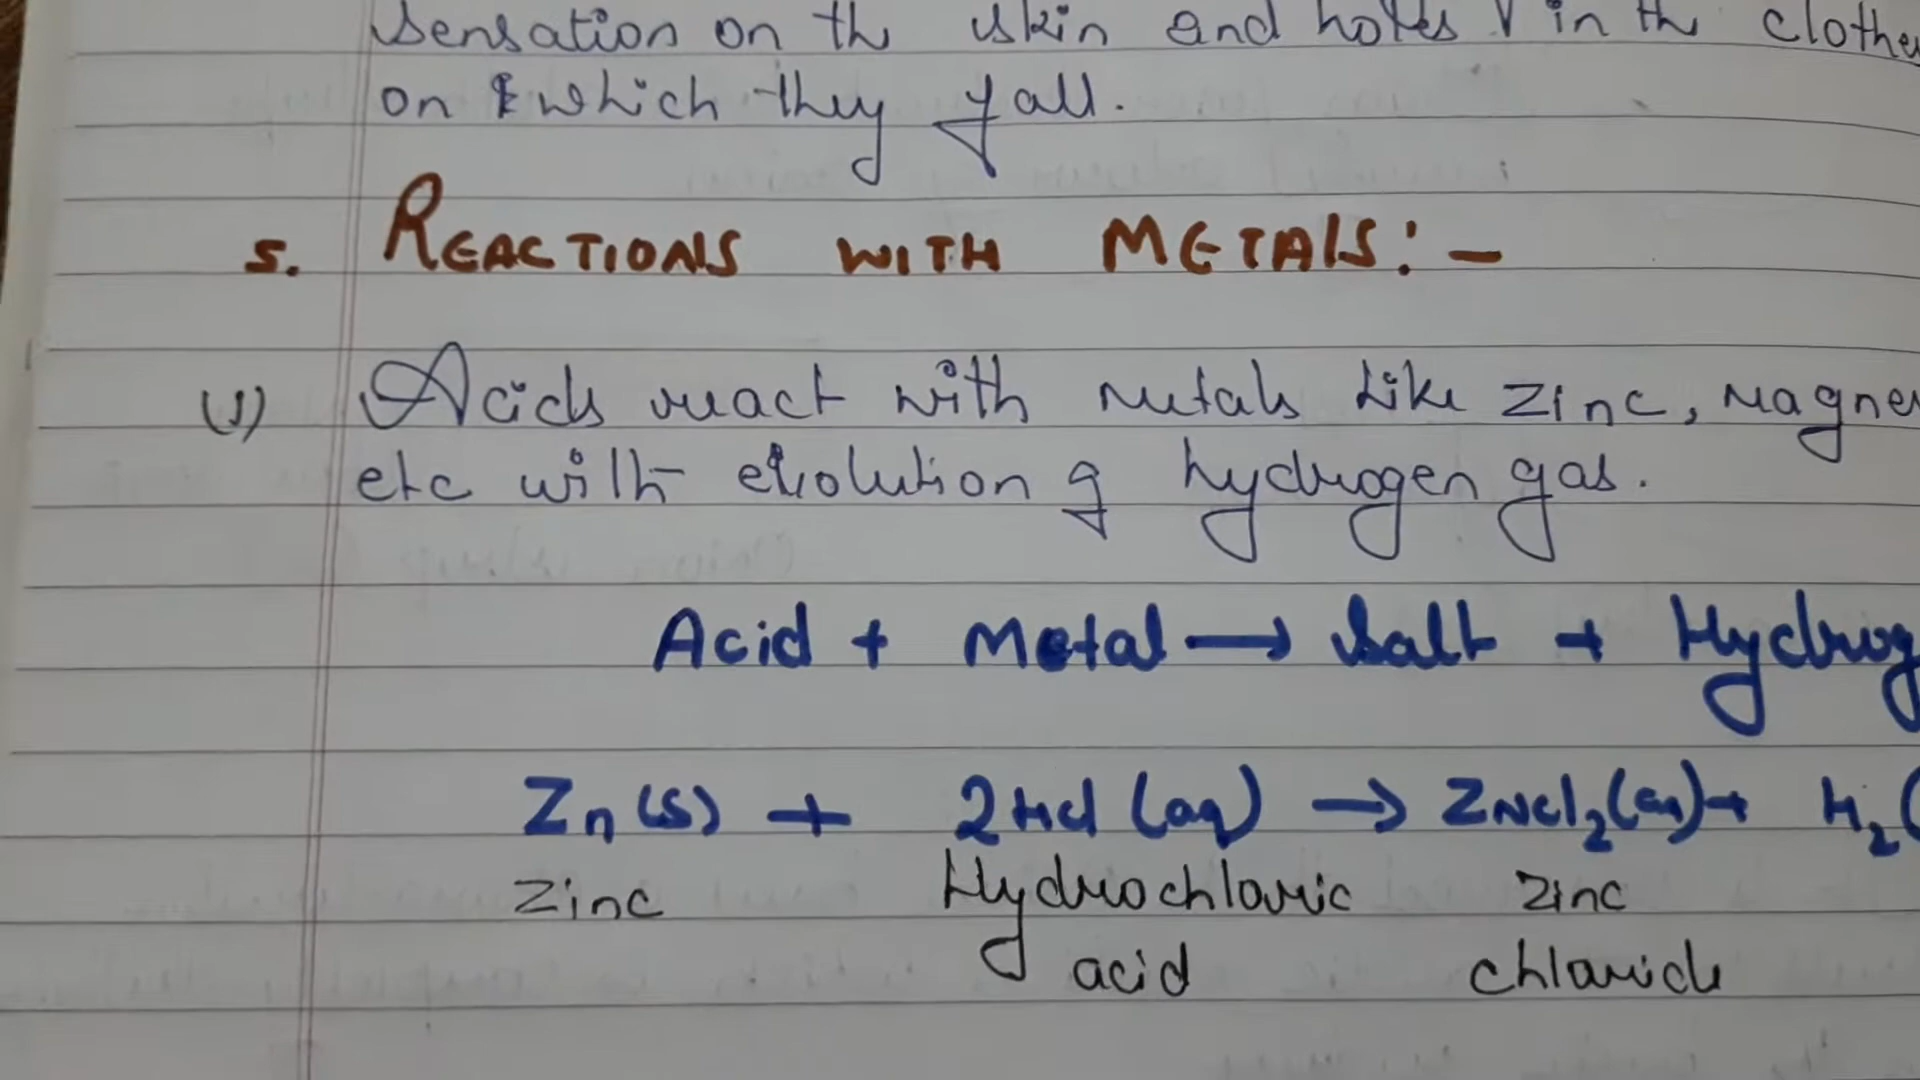 sensation on the skin and holes in the clothes
on which they fall.
5. REACTIONS WITH METALS:-
(1) Acids react with metals like zinc, magne
etc with evolution of hydrogen gas.
Acid + Metal → Salt + Hydrog
Zn(s) + 2HCl (aq) → ZnCl₂(aq) + H₂(
Zinc Hydrochloric zinc
acid chloride